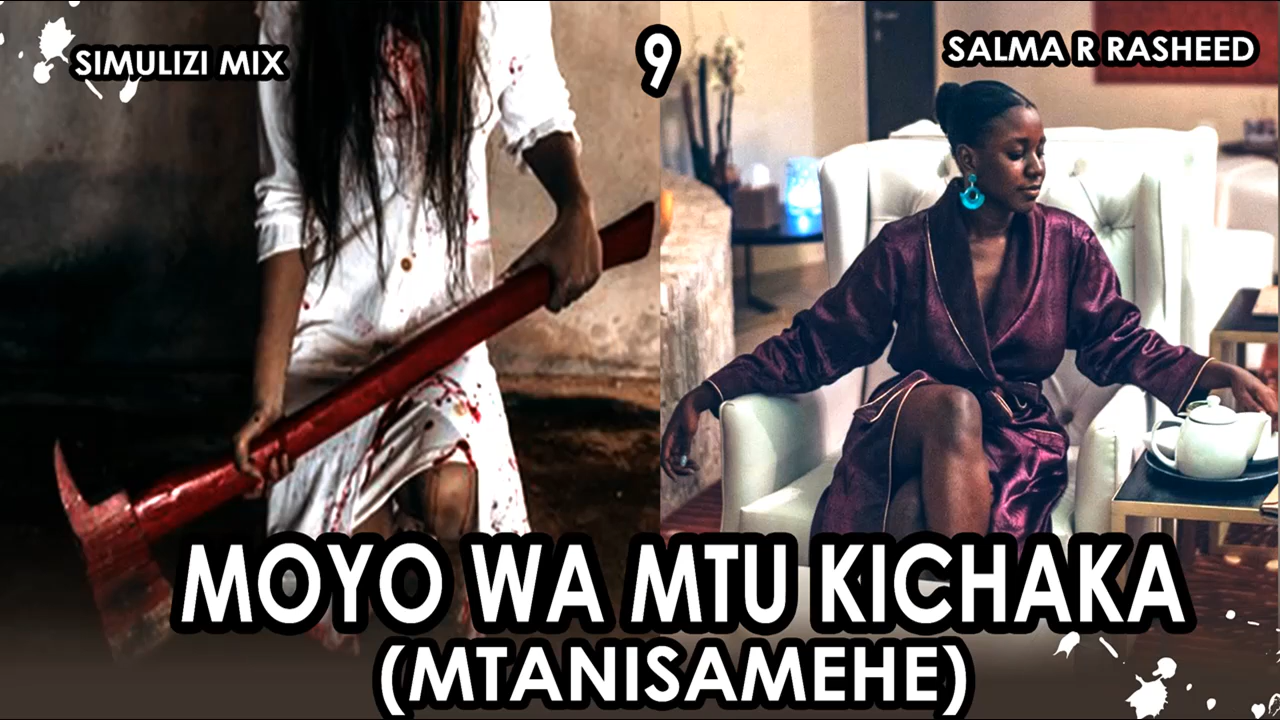 SIMULIZI MIX
9
SALMA R RASHEED
MOYO WA MTU KICHAKA
(MTANISAMEHE)